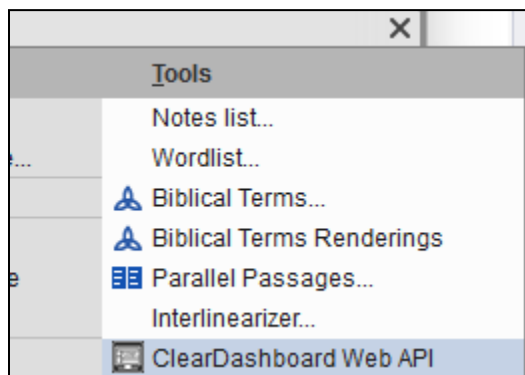 Tools
Notes list...
Wordlist...
...
Biblical Terms...
Biblical Terms Renderings
e
Parallel Passages...
Interlinearizer...
ClearDashboard Web API